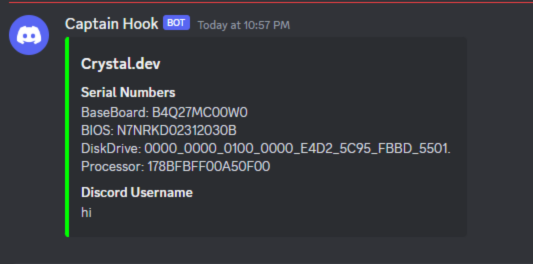 Captain Hook BOT Today at 10:57 PM
Crystal.dev
Serial Numbers
BaseBoard: B4Q27MC00W0
BIOS: N7NRKD02312030B
DiskDrive: 0000_0000_0100_0000_E4D2_5C95_FBBD_5501.
Processor: 178BFBFF00A50F00
Discord Username
hi